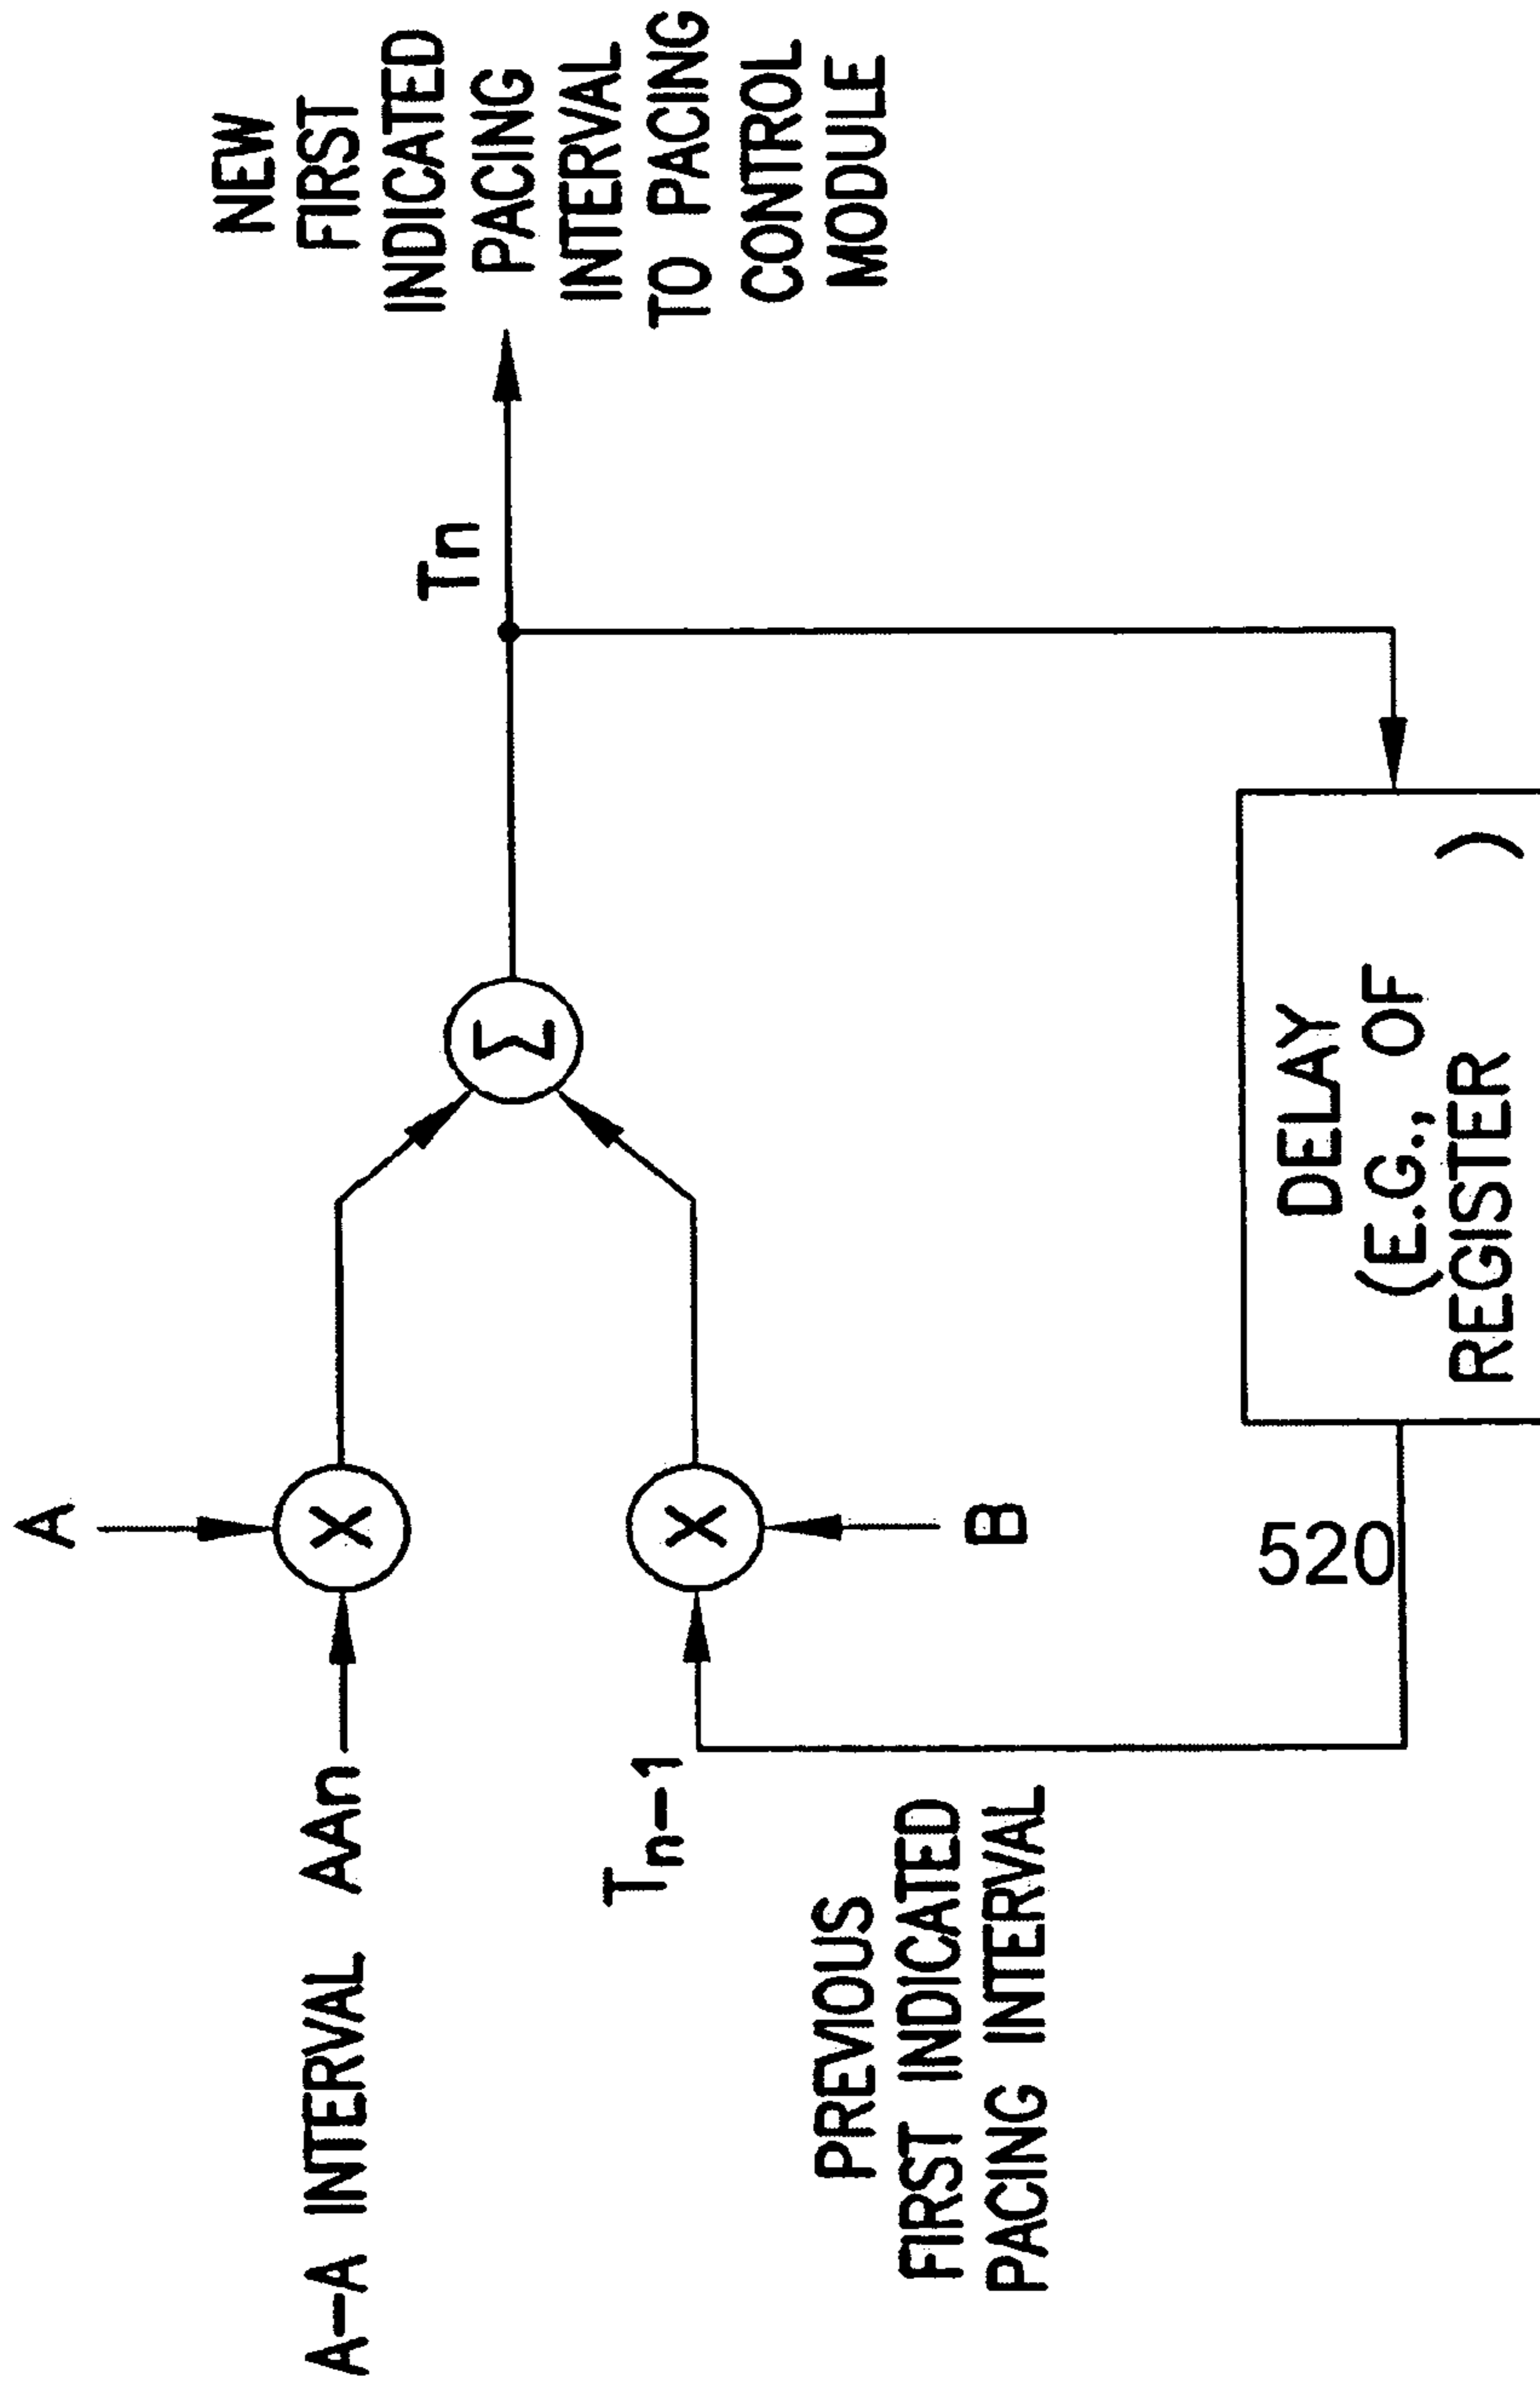 A
A-A INTERVAL AAn
X
Tn-1
X
B
Σ
Tn
NEW
FIRST
INDICATED
PACING
INTERVAL
TO PACING
CONTROL
MODULE
PREVIOUS
FIRST INDICATED
PACING INTERVAL
520
DELAY
(E.G., OF
REGISTER )